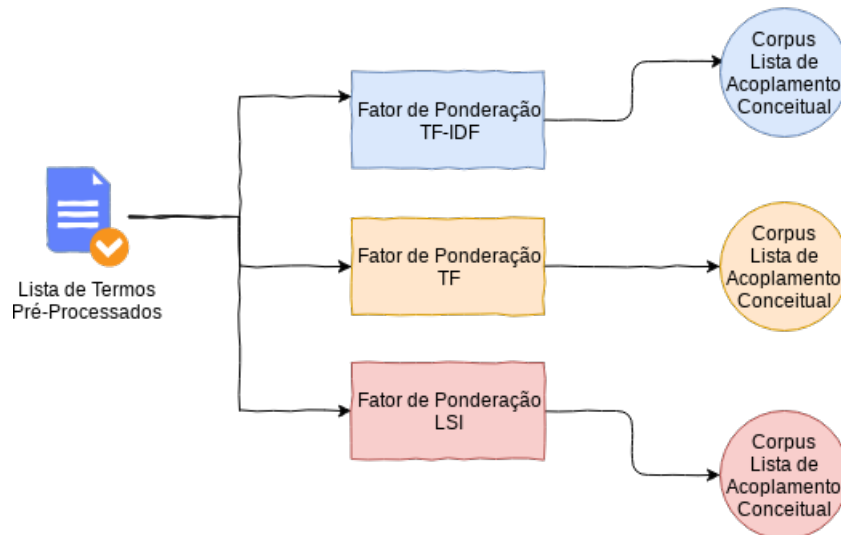 Lista de Termos
Pré-Processados
Fator de Ponderação
TF-IDF
Corpus
Lista de
Acoplamento
Conceitual
Fator de Ponderação
TF
Corpus
Lista de
Acoplamento
Conceitual
Fator de Ponderação
LSI
Corpus
Lista de
Acoplamento
Conceitual